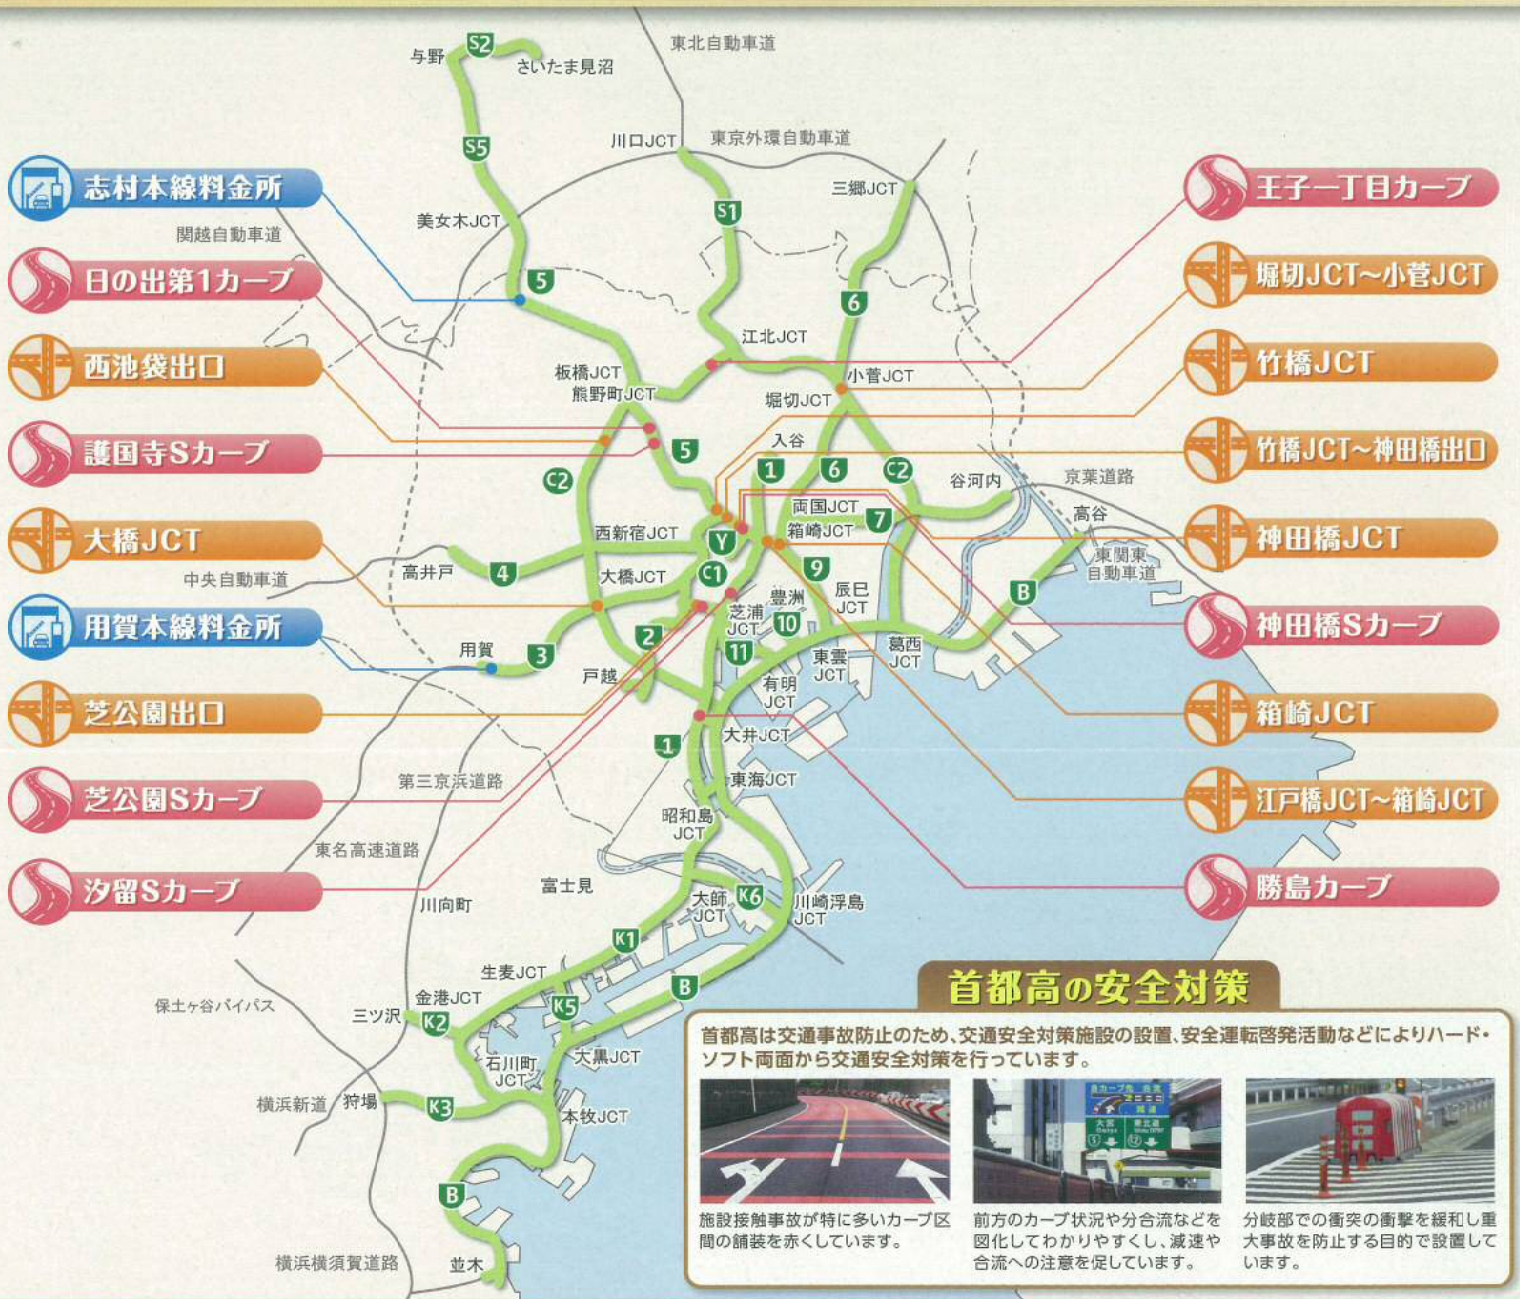 東北自動車道
与野
S2
さいたま見沼
川口JCT
東京外環自動車道
S5
三郷JCT
志村本線料金所
王子一丁目カーブ
美女木JCT
S1
関越自動車道
日の出第1カーブ
5
堀切JCT～小菅JCT
6
江北JCT
西池袋出口
竹橋JCT
板橋JCT
小菅JCT
熊野町JCT
堀切JCT
護国寺Sカーブ
5
入谷
竹橋JCT～神田橋出口
1
6
C2
C2
谷河内
京葉道路
両国JCT
高谷
7
大橋JCT
西新宿JCT
Y
箱崎JCT
神田橋JCT
東関東
自動車道
高井戸
4
中央自動車道
大橋JCT
C1
9
辰巳
JCT
豊洲
B
用賀本線料金所
芝浦
JCT
10
神田橋Sカーブ
2
用賀
3
11
東雲
JCT
葛西
JCT
戸越
有明
JCT
芝公園出口
箱崎JCT
1
大井JCT
第三京浜道路
東海JCT
芝公園Sカーブ
江戸橋JCT～箱崎JCT
昭和島
JCT
東名高速道路
汐留Sカーブ
富士見
大師
JCT
K6
川崎浮島
JCT
勝島カーブ
川向町
K1
生麦JCT
B
保土ヶ谷バイパス
金港JCT
K5
三ツ沢
K2
石川町
JCT
大黒JCT
横浜新道
狩場
K3
本牧JCT
B
横浜横須賀道路
並木
首都高の安全対策
首都高は交通事故防止のため、交通安全対策施設の設置、安全運転啓発活動などによりハード・
ソフト両面から交通安全対策を行っています。
急カーブ
減速
大宮
東北道
5
施設接触事故が特に多いカーブ区
間の舗装を赤くしています。
前方のカーブ状況や分合流などを
図化してわかりやすくし、減速や
合流への注意を促しています。
分岐部での衝突の衝撃を緩和し重
大事故を防止する目的で設置して
います。